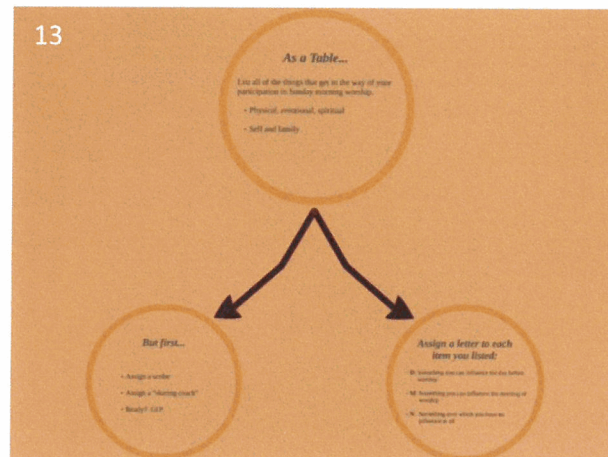 13
As a Table...
List all of the things that get in the way of your
participation in Sunday morning worship.
• Physical, emotional, spiritual
• Self and family
But first...
• Assign a scribe
• Assign a "sharing coach"
• Ready? GO!
Assign a letter to each
item you listed:
• D: Something you can influence the day before
worship
• M: Something you can influence the morning of
worship
• N: Something over which you have no
influence at all